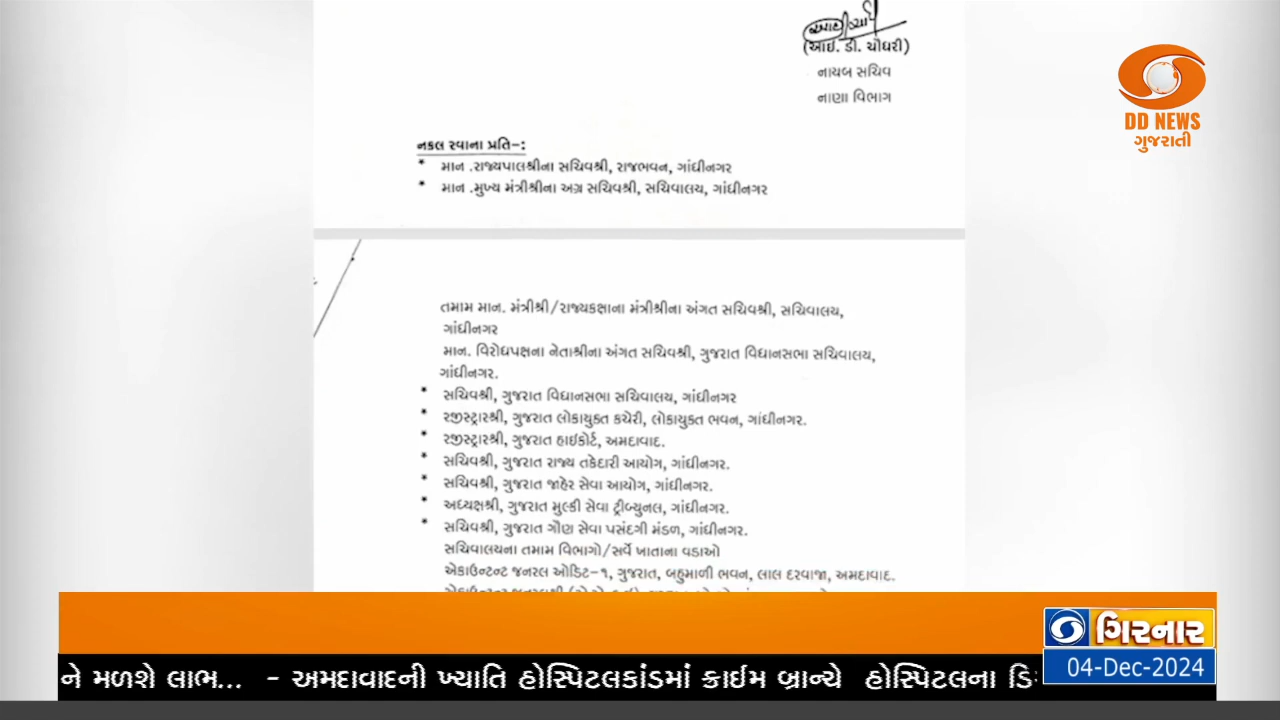 (આઈ. ડી. ચૌધરી)
નાયબ સચિવ
નાણા વિભાગ
DD NEWS
ગુજરાતી
નકલ રવાના પ્રતિ-:
* માન .રાજ્યપાલશ્રીના સચિવશ્રી, રાજભવન, ગાંધીનગર
* માન .મુખ્ય મંત્રીશ્રીના અગ્ર સચિવશ્રી, સચિવાલય, ગાંધીનગર
તમામ માન. મંત્રીશ્રી/રાજ્યકક્ષાના મંત્રીશ્રીના અંગત સચિવશ્રી, સચિવાલય,
ગાંધીનગર
માન. વિરોધપક્ષના નેતાશ્રીના અંગત સચિવશ્રી, ગુજરાત વિધાનસભા સચિવાલય,
ગાંધીનગર.
* સચિવશ્રી, ગુજરાત વિધાનસભા સચિવાલય, ગાંધીનગર
* રજીસ્ટ્રારશ્રી, ગુજરાત લોકાયુક્ત કચેરી, લોકાયુક્ત ભવન, ગાંધીનગર.
* રજીસ્ટ્રારશ્રી, ગુજરાત હાઈકોર્ટ, અમદાવાદ.
* સચિવશ્રી, ગુજરાત રાજ્ય તકેદારી આયોગ, ગાંધીનગર.
* સચિવશ્રી, ગુજરાત જાહેર સેવા આયોગ, ગાંધીનગર.
* અધ્યક્ષશ્રી, ગુજરાત મુલ્કી સેવા ટ્રીબ્યુનલ, ગાંધીનગર.
* સચિવશ્રી, ગુજરાત ગૌણ સેવા પસંદગી મંડળ, ગાંધીનગર.
સચિવાલયના તમામ વિભાગો/સર્વે ખાતાના વડાઓ
એકાઉન્ટન્ટ જનરલ ઓડિટ-૧, ગુજરાત, બહુમાળી ભવન, લાલ દરવાજા, અમદાવાદ.
ગિરનાર
04-Dec-2024
ને મળશે લાભ... - અમદાવાદની ખ્યાતિ હોસ્પિટલકાંડમાં ક્રાઈમ બ્રાન્ચે હોસ્પિટલના